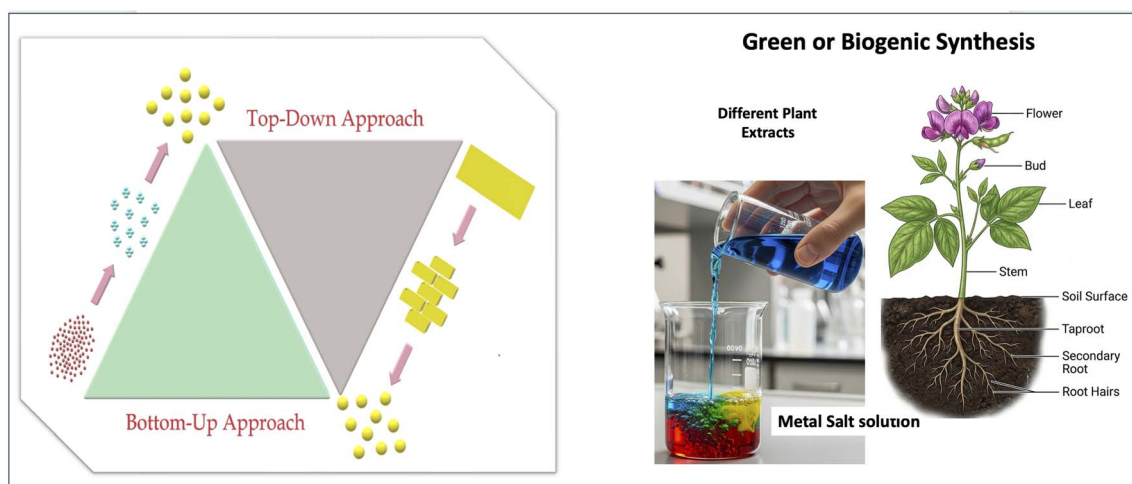 Top-Down Approach
Bottom-Up Approach
Green or Biogenic Synthesis
Different Plant
Extracts
Metal Salt solution
Flower
Bud
Leaf
Stem
Soil Surface
Taproot
Secondary
Root
Root Hairs